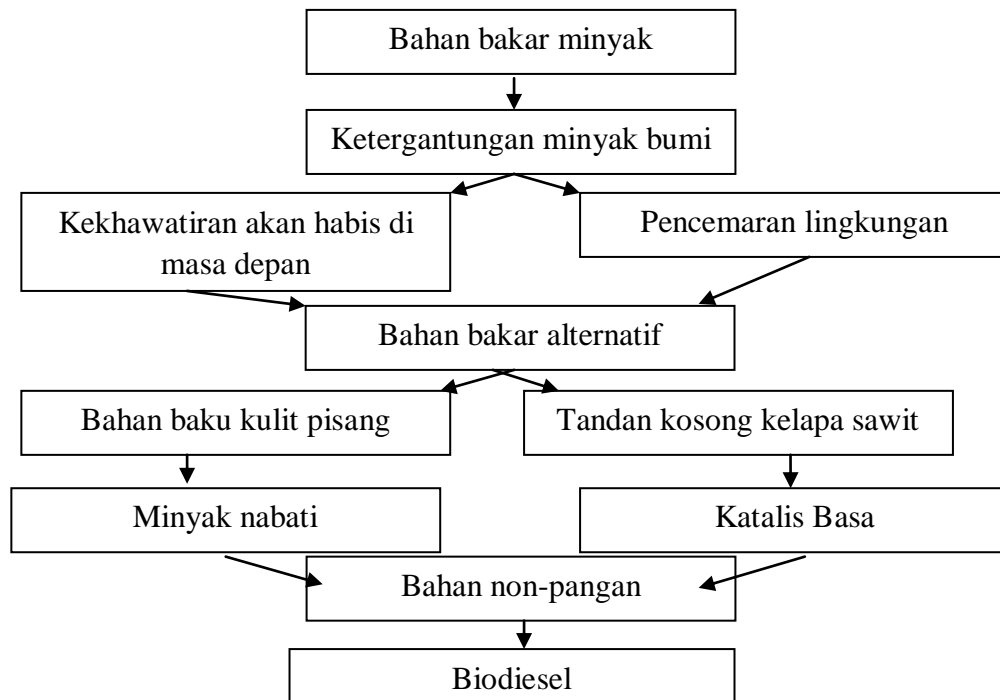 Bahan bakar minyak
Ketergantungan minyak bumi
Kekhawatiran akan habis di
masa depan
Pencemaran lingkungan
Bahan bakar alternatif
Bahan baku kulit pisang
Tandan kosong kelapa sawit
Minyak nabati
Katalis Basa
Bahan non-pangan
Biodiesel